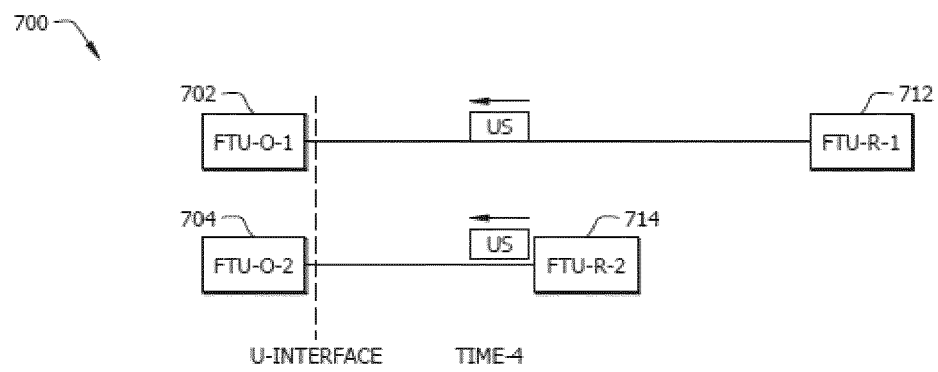 700
702
712
FTU-O-1
US
FTU-R-1
704
714
FTU-O-2
US
FTU-R-2
U-INTERFACE
TIME-4